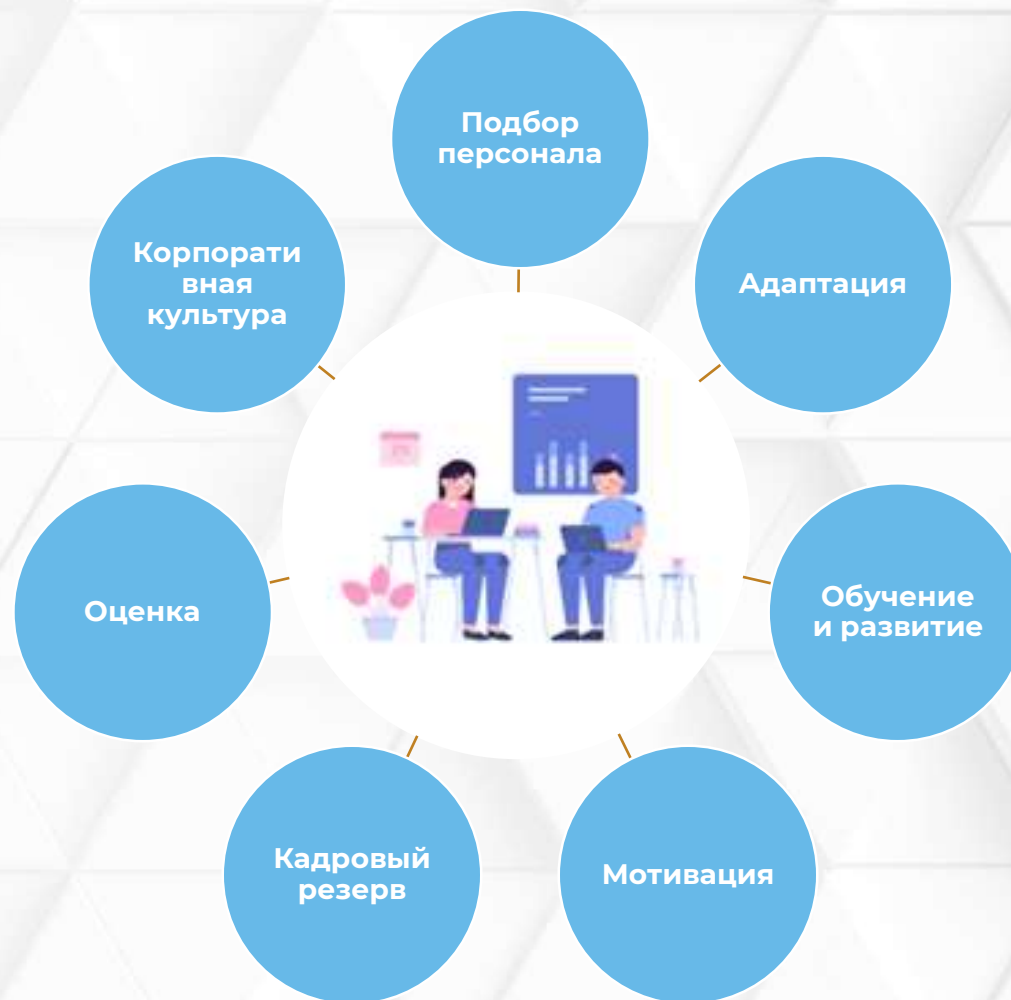 Подбор
персонала
Адаптация
Обучение
и развитие
Мотивация
Кадровый
резерв
Оценка
Корпорати
вная
культура